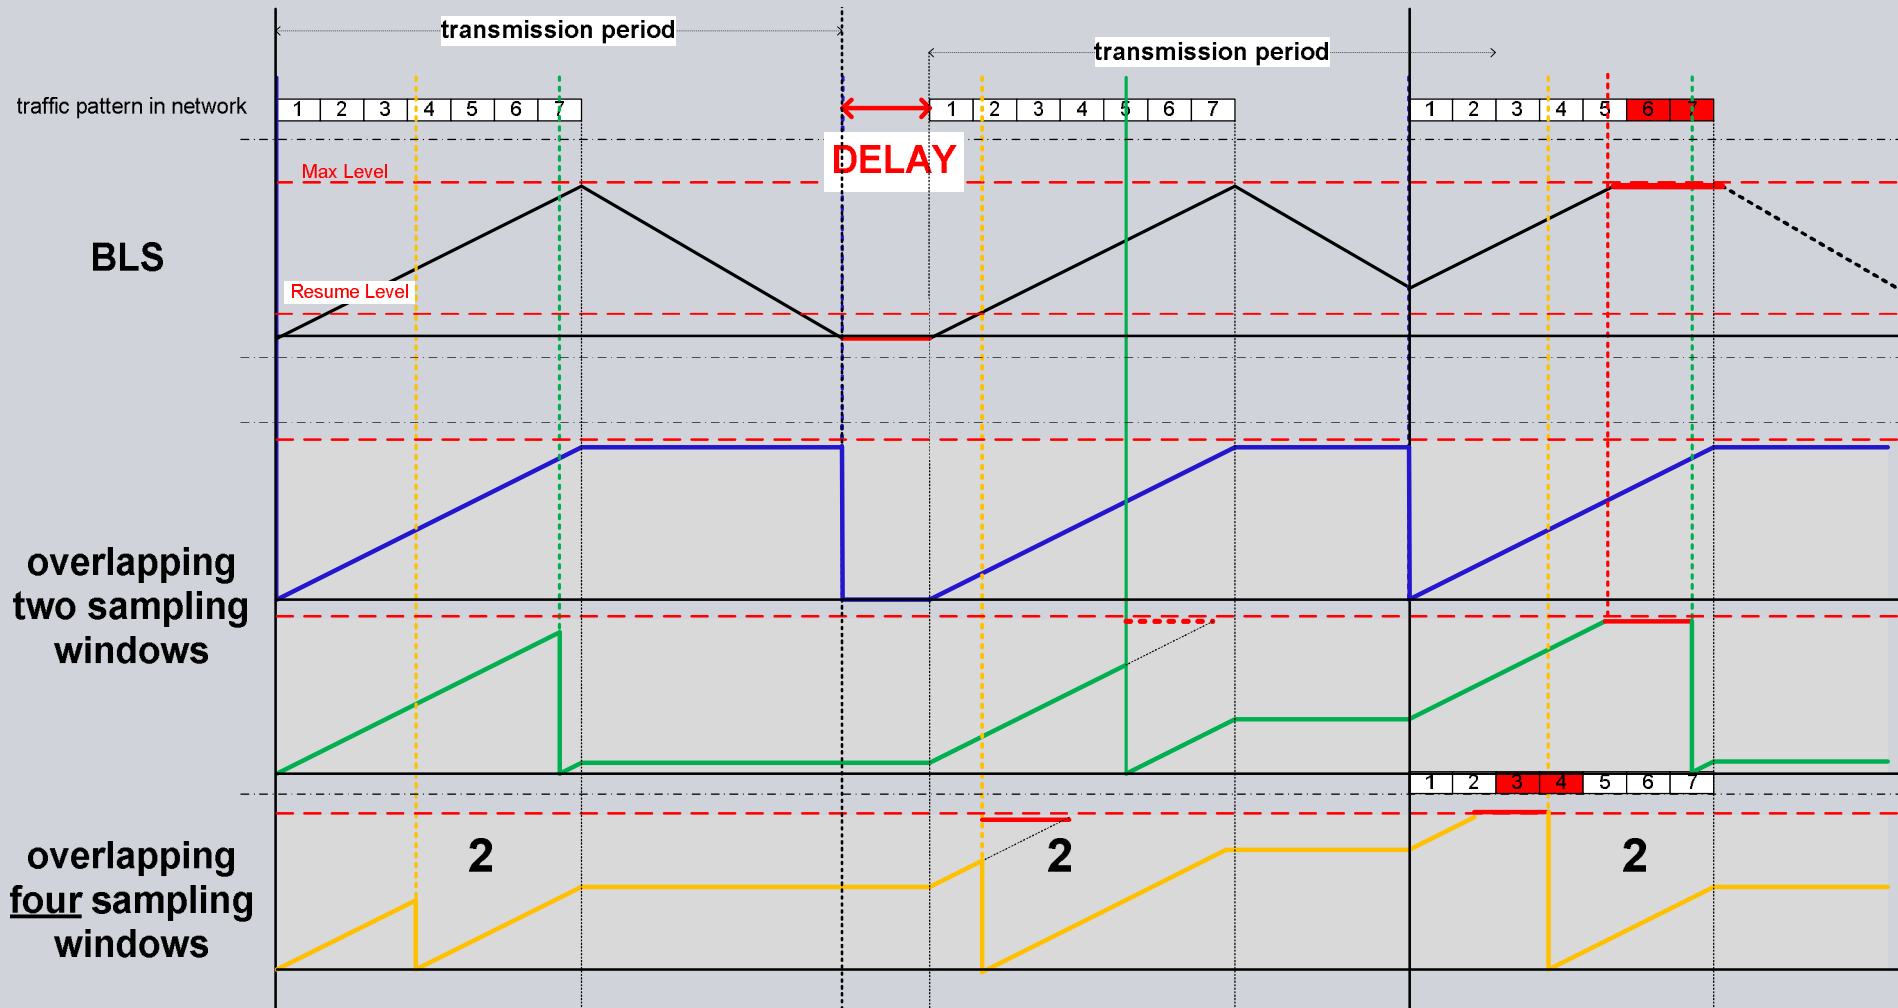 transmission period
transmission period
traffic pattern in network
1 2 3 4 5 6 7
1 2 3 4 5 6 7
1 2 3 4 5 6 7
DELAY
Max Level
BLS
Resume Level
overlapping
two sampling
windows
1 2 3 4 5 6 7
overlapping
four sampling
windows
2
2
2